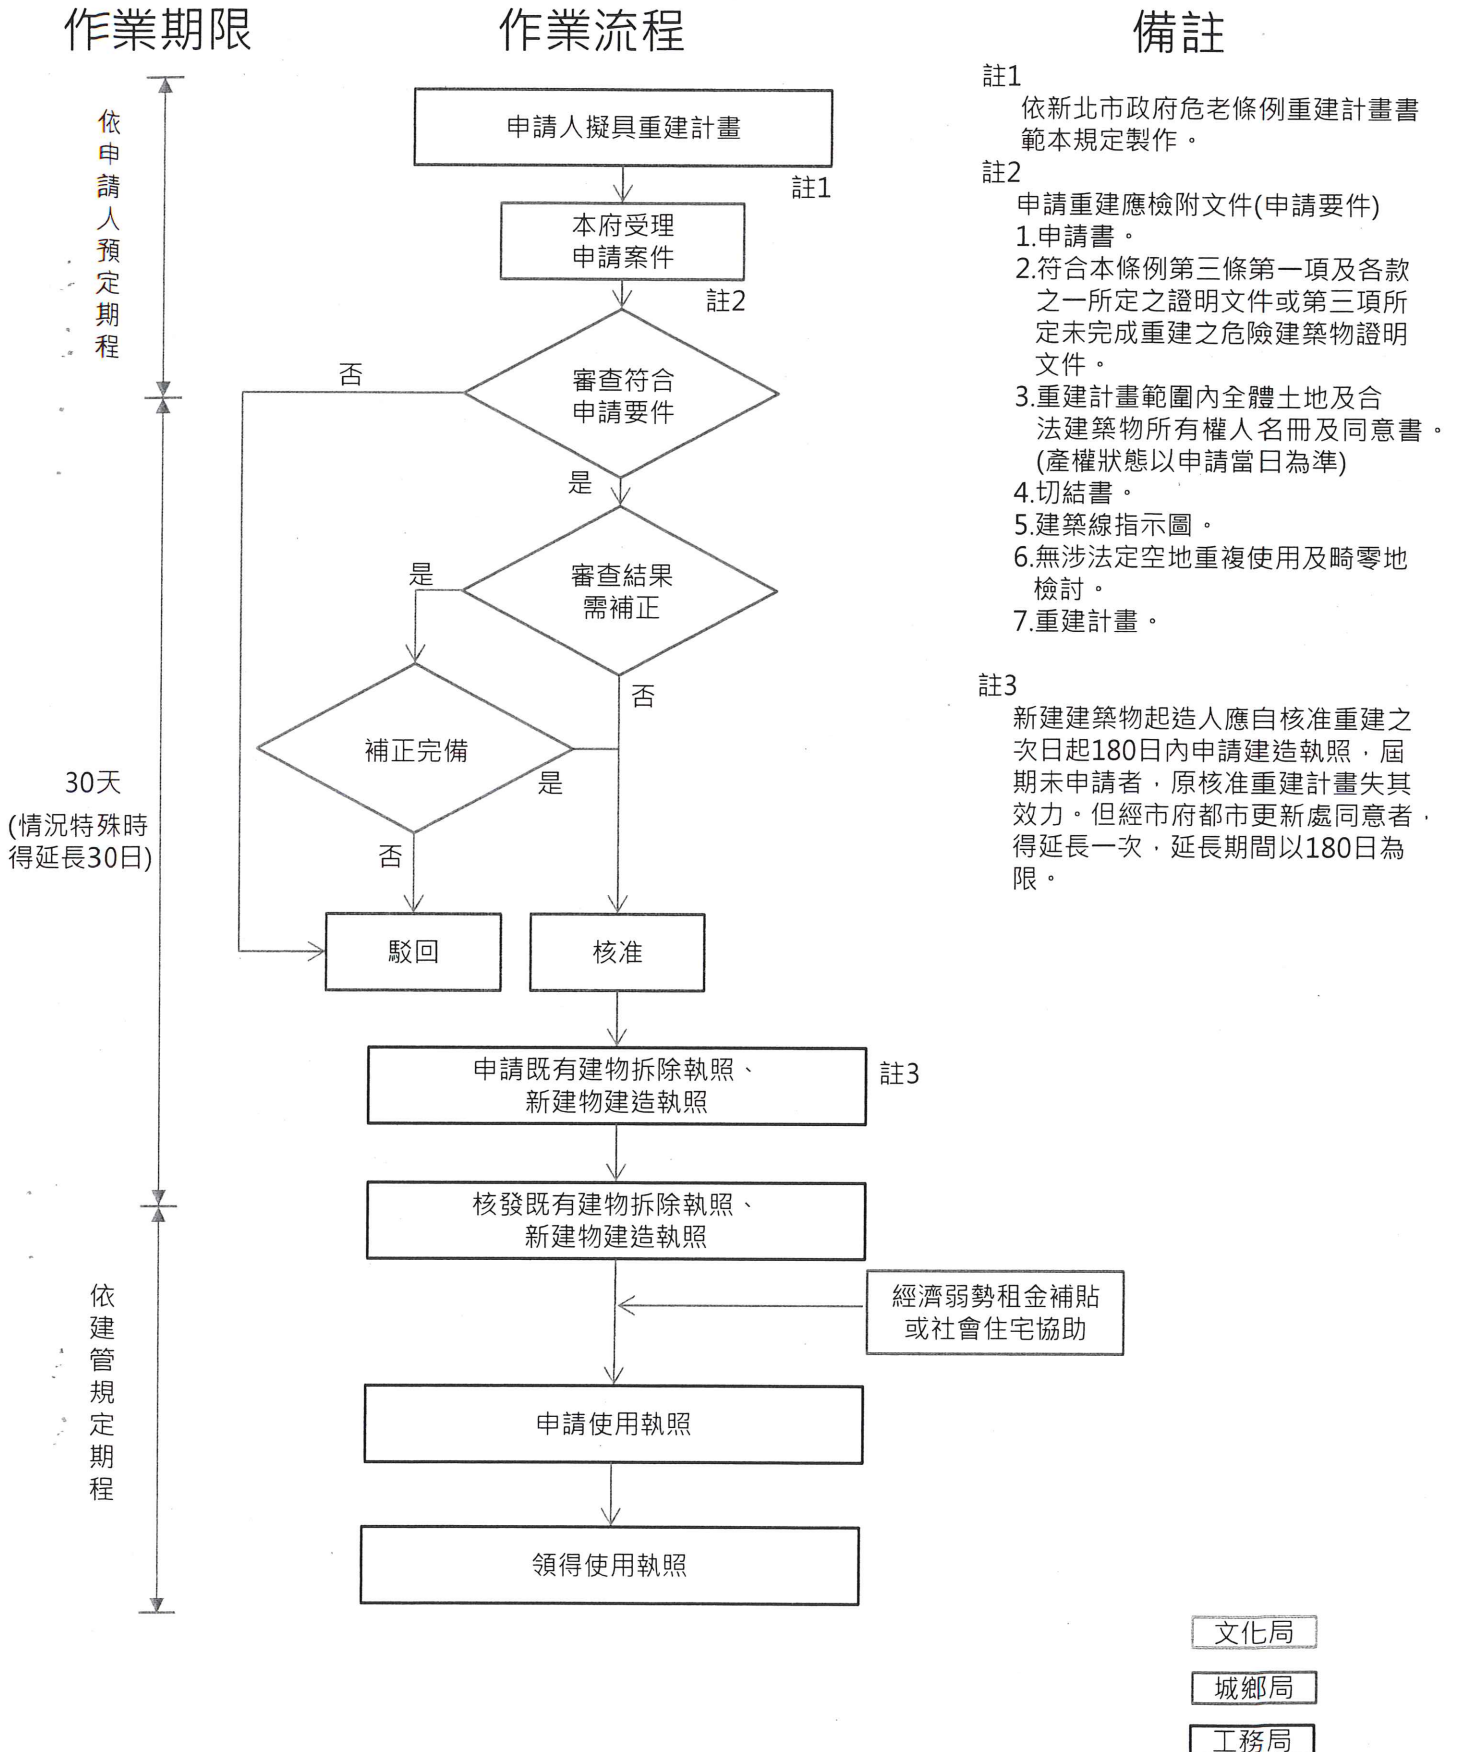 作業期限
作業流程
備註
依申請人預定期程
30天
(情況特殊時
得延長30日)
依建管規定期程
申請人擬具重建計畫
註1
本府受理
申請案件
註2
審查符合
申請要件
否
是
審查結果
需補正
是
否
補正完備
是
否
駁回
核准
申請既有建物拆除執照、
新建物建造執照
註3
核發既有建物拆除執照、
新建物建造執照
經濟弱勢租金補貼
或社會住宅協助
申請使用執照
領得使用執照
註1
依新北市政府危老條例重建計畫書
範本規定製作。
註2
申請重建應檢附文件(申請要件)
1.申請書。
2.符合本條例第三條第一項及各款
之一所定之證明文件或第三項所
定未完成重建之危險建築物證明
文件。
3.重建計畫範圍內全體土地及合
法建築物所有權人名冊及同意書。
(產權狀態以申請當日為準)
4.切結書。
5.建築線指示圖。
6.無涉法定空地重複使用及畸零地
檢討。
7.重建計畫。
註3
新建建築物起造人應自核准重建之
次日起180日內申請建造執照，屆
期未申請者，原核准重建計畫失其
效力。但經市府都市更新處同意者，
得延長一次，延長期間以180日為
限。
文化局
城鄉局
工務局